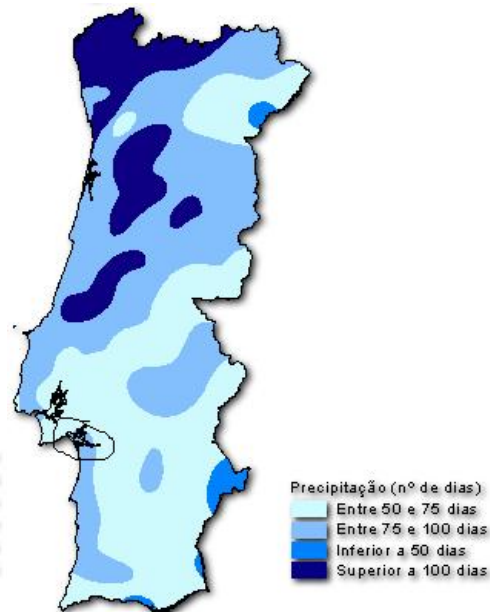 Precipitação (nº de dias)
Entre 50 e 75 dias
Entre 75 e 100 dias
Inferior a 50 dias
Superior a 100 dias